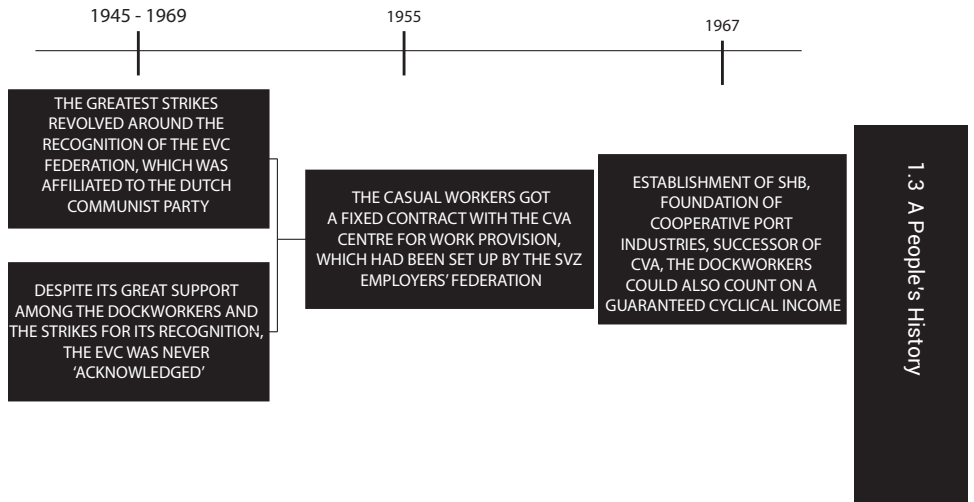 1945 - 1969
1955
1967
THE GREATEST STRIKES
REVOLVED AROUND THE
RECOGNITION OF THE EVC
FEDERATION, WHICH WAS
AFFILIATED TO THE DUTCH
COMMUNIST PARTY
DESPITE ITS GREAT SUPPORT
AMONG THE DOCKWORKERS AND
THE STRIKES FOR ITS RECOGNITION,
THE EVC WAS NEVER
‘ACKNOWLEDGED’
THE CASUAL WORKERS GOT
A FIXED CONTRACT WITH THE CVA
CENTRE FOR WORK PROVISION,
WHICH HAD BEEN SET UP BY THE SVZ
EMPLOYERS’ FEDERATION
ESTABLISHMENT OF SHB,
FOUNDATION OF
COOPERATIVE PORT
INDUSTRIES, SUCCESSOR OF
CVA, THE DOCKWORKERS
COULD ALSO COUNT ON A
GUARANTEED CYCLICAL INCOME
1.3 A People's History